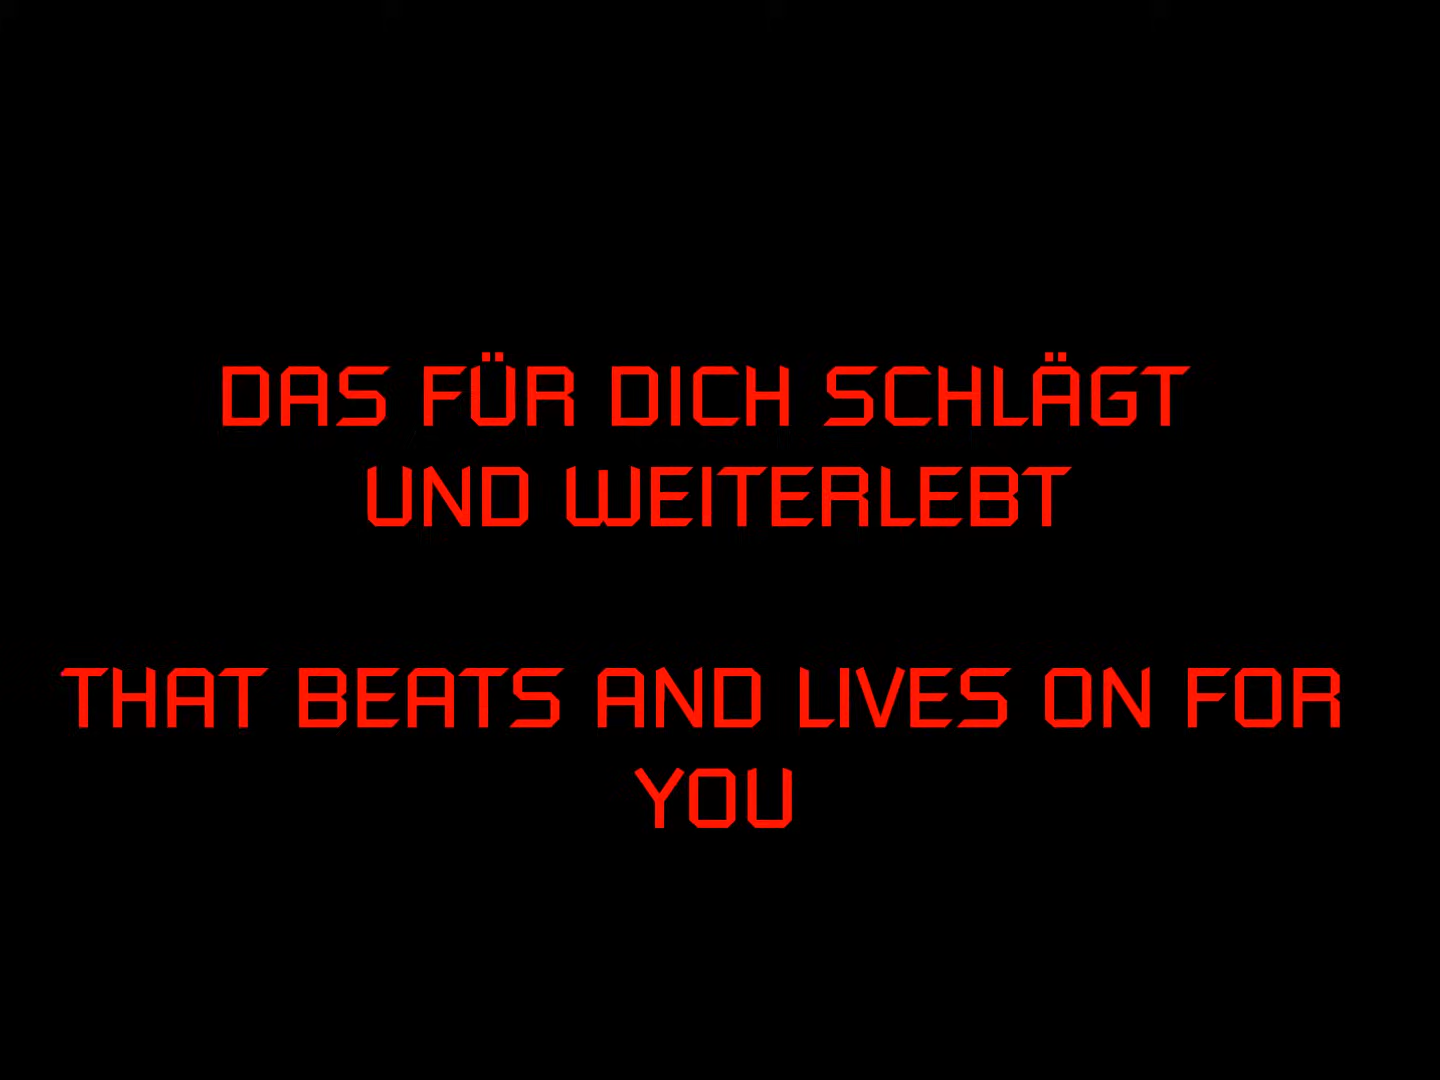 DAS FÜR DICH SCHLÄGT
UND WEITERLEBT
THAT BEATS AND LIVES ON FOR
YOU